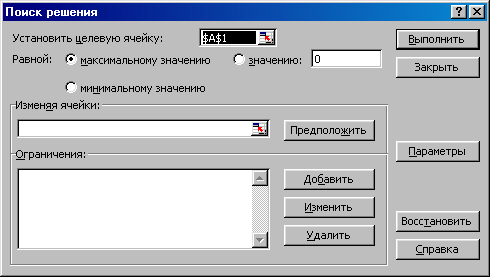 Поиск решения
Установить целевую ячейку: $A$1 Выполнить
Равной: максимальному значению значению: 0 Закрыть
минимальному значению
Изменяя ячейки:
Предположить
Ограничения: Параметры
Добавить
Изменить
Удалить Восстановить
Справка